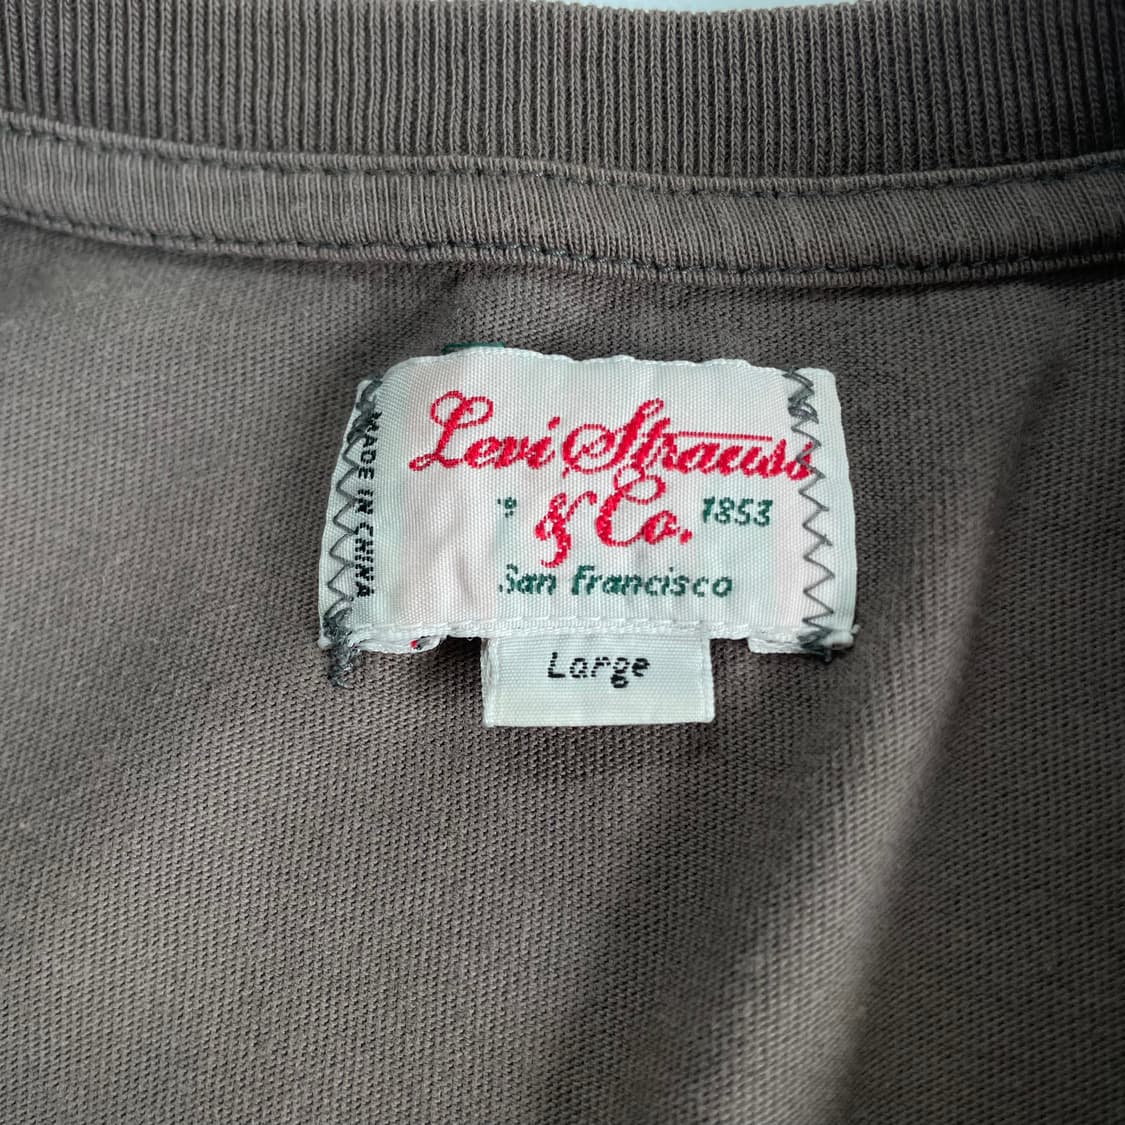 Levi Strauss
& Co. 1853
San Francisco
Large
MADE IN CHINA